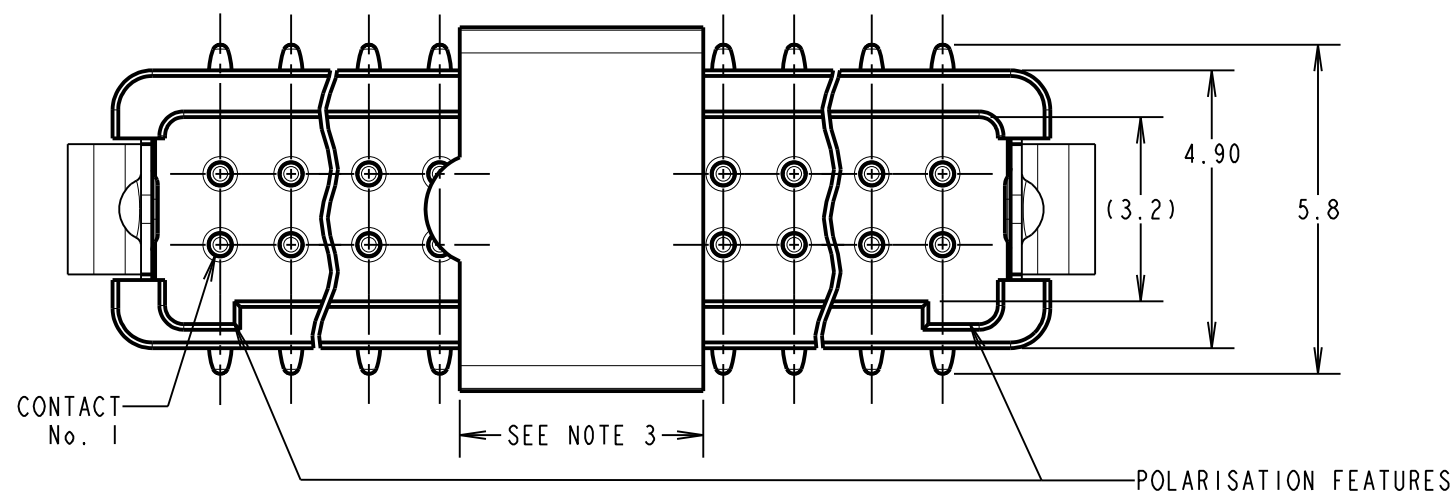 4.90
(3.2)
5.8
CONTACT
No. 1
SEE NOTE 3
POLARISATION FEATURES